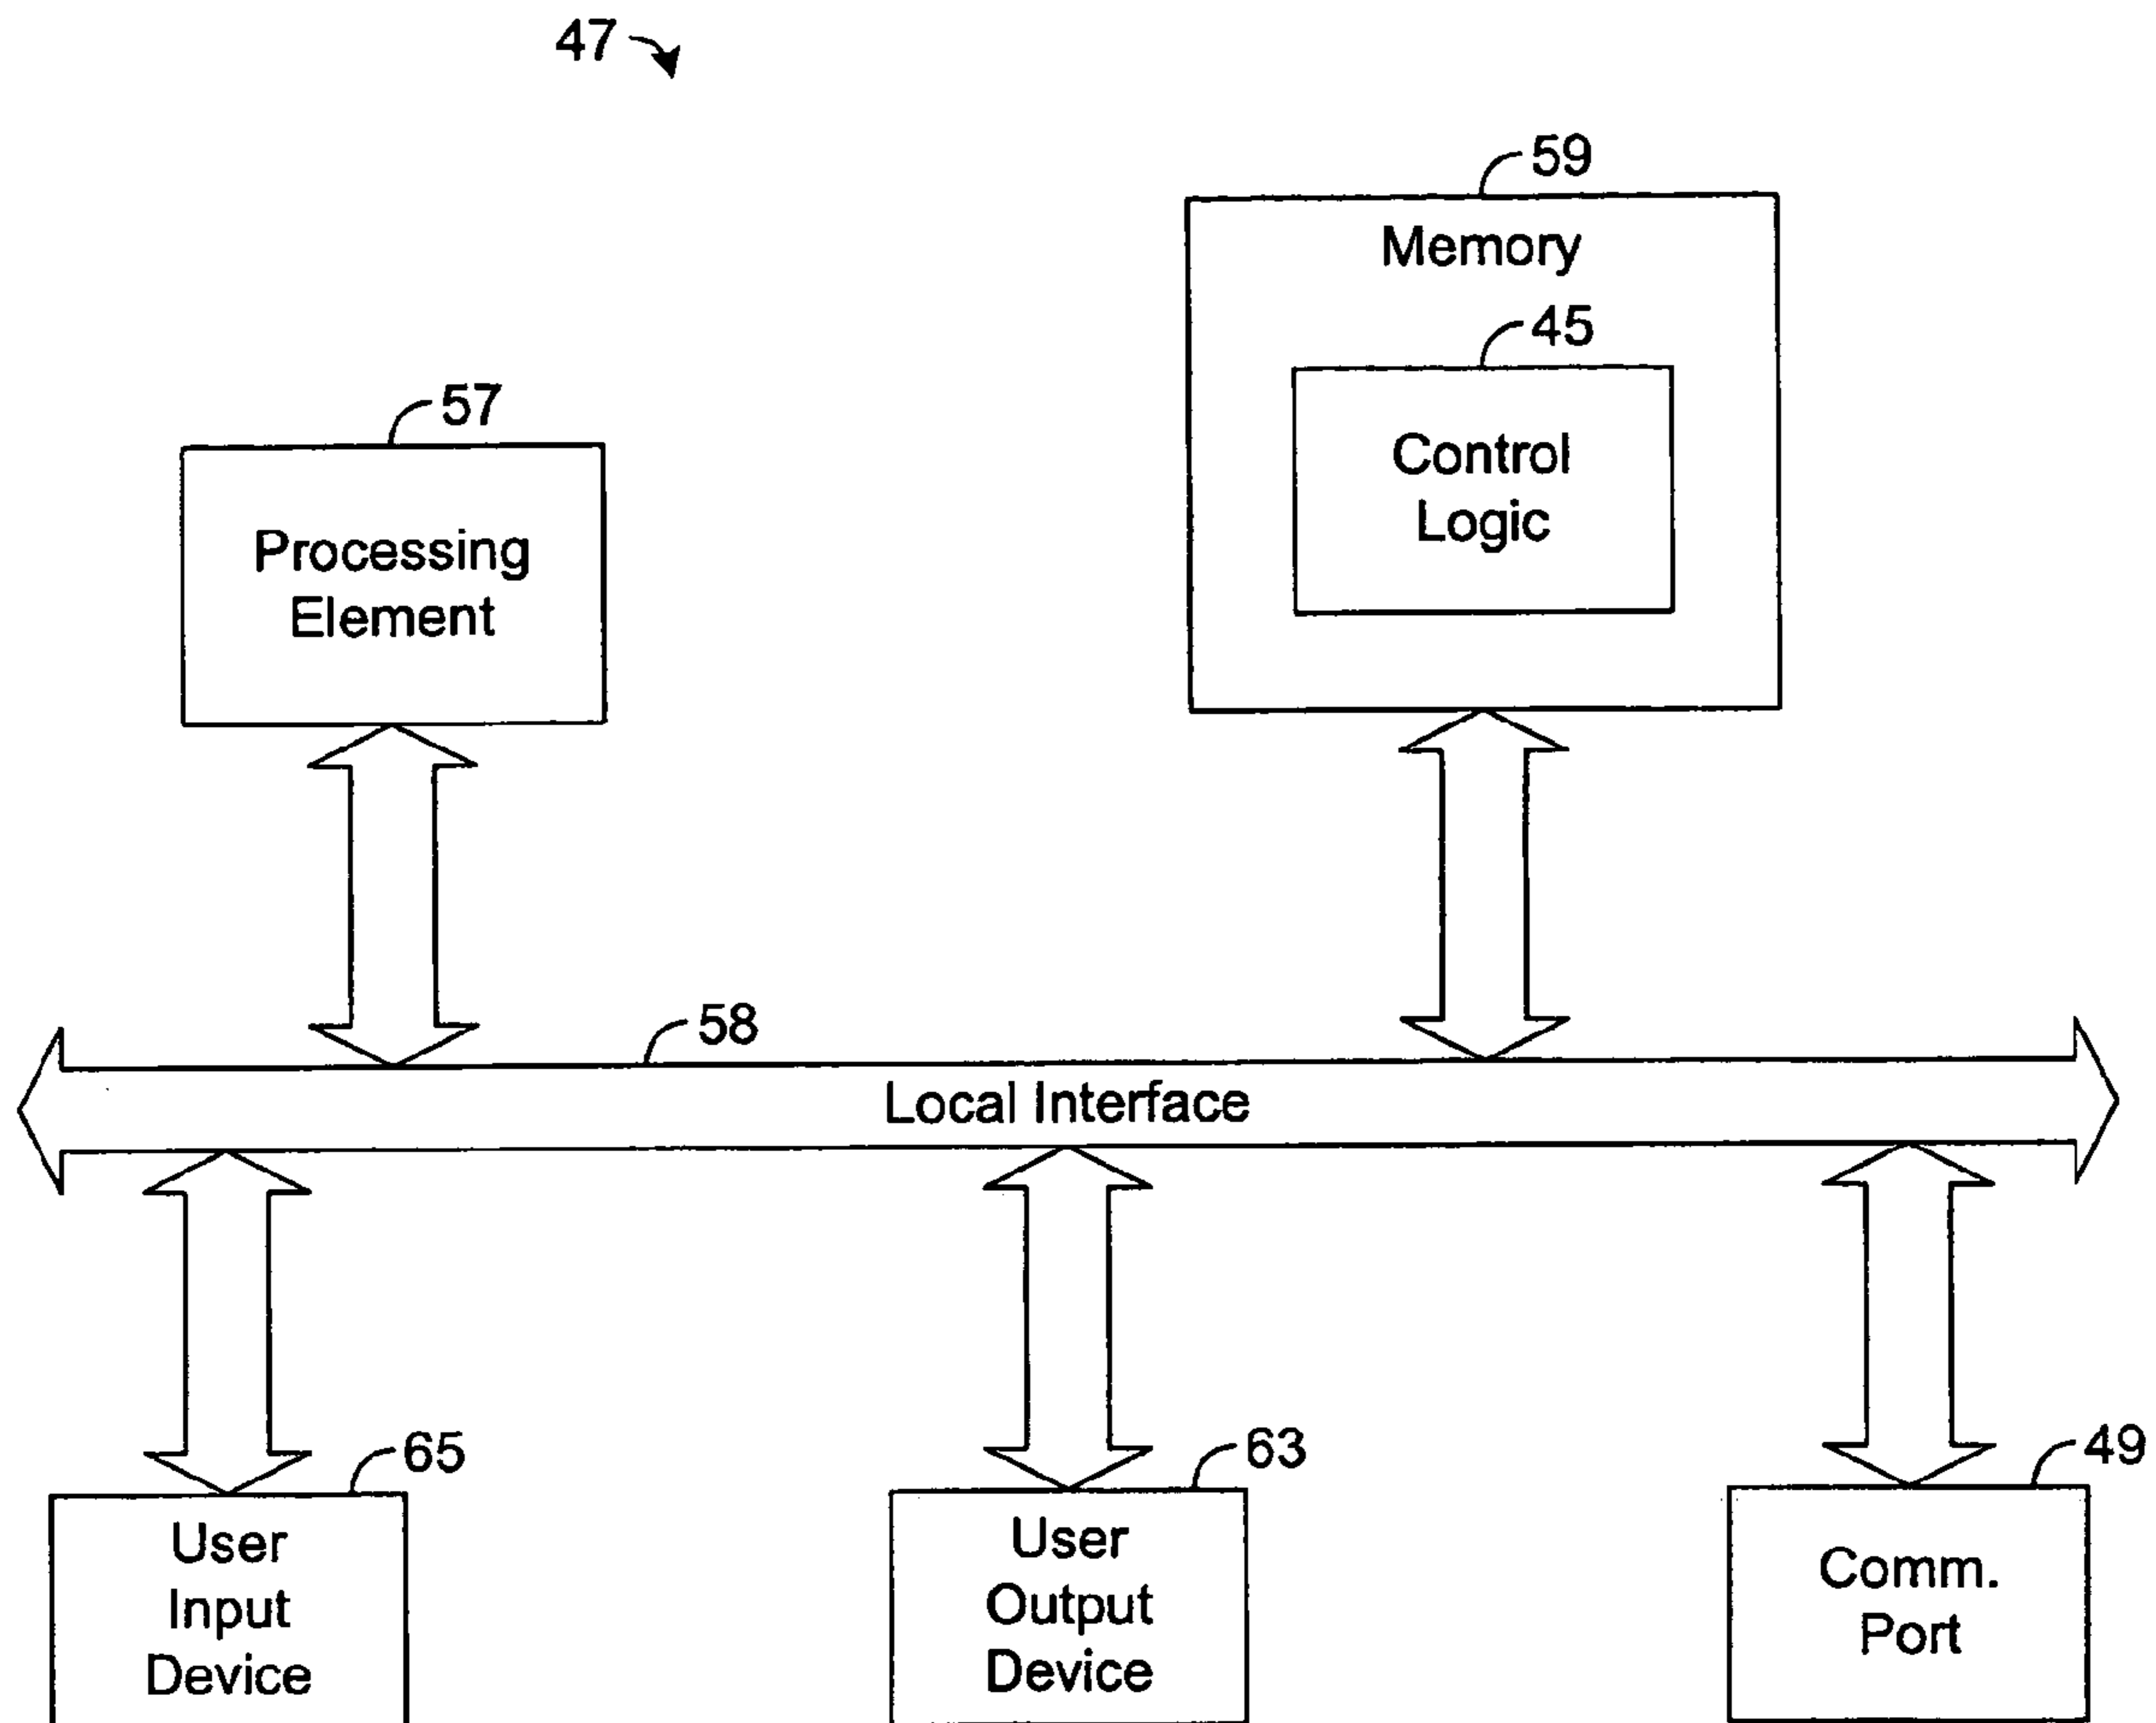 47
59
Memory
45
Control
Logic
57
Processing
Element
58
Local Interface
65
User
Input
Device
63
User
Output
Device
49
Comm.
Port